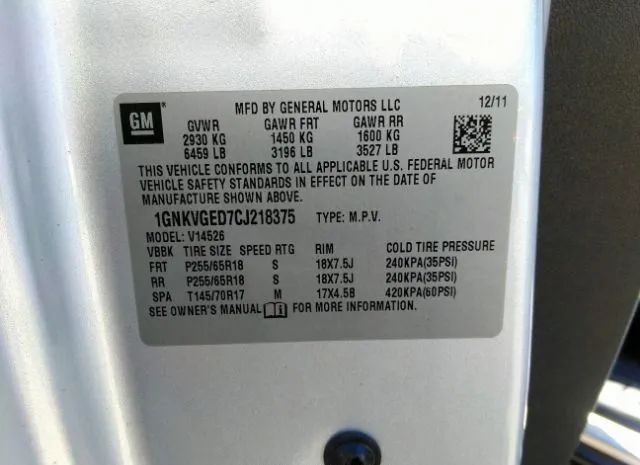 GM ® MFD BY GENERAL MOTORS LLC 12/11
GVWR GAWR FRT GAWR RR
2930 KG 1450 KG 1600 KG
6459 LB 3196 LB 3527 LB
THIS VEHICLE CONFORMS TO ALL APPLICABLE U.S. FEDERAL MOTOR
VEHICLE SAFETY STANDARDS IN EFFECT ON THE DATE OF
MANUFACTURE SHOWN ABOVE.
1GNKVGED7CJ218375 TYPE: M.P.V.
MODEL: V14526
VBBK TIRE SIZE SPEED RTG RIM COLD TIRE PRESSURE
FRT P255/65R18 S 18X7.5J 240KPA(35PSI)
RR P255/65R18 S 18X7.5J 240KPA(35PSI)
SPA T145/70R17 M 17X4.5B 420KPA(60PSI)
SEE OWNER'S MANUAL FOR MORE INFORMATION.